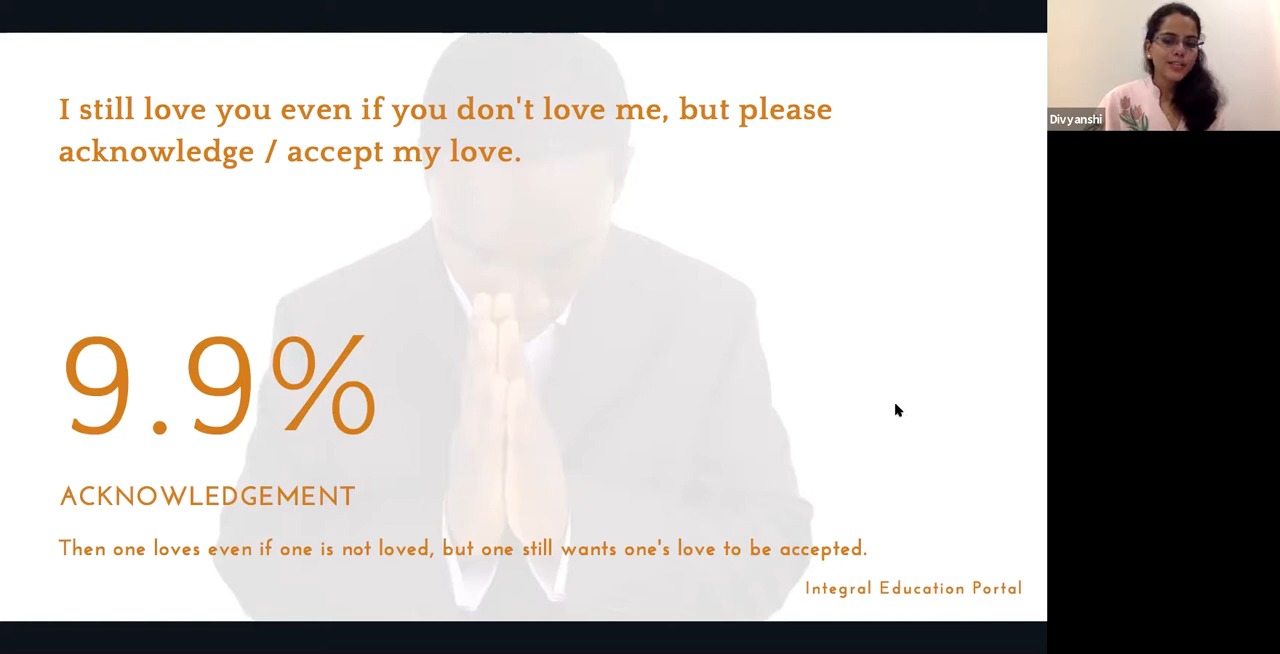 I still love you even if you don't love me, but please
acknowledge / accept my love.
9.9%
ACKNOWLEDGEMENT
Then one loves even if one is not loved, but one still wants one's love to be accepted.
Integral Education Portal
Divyanshi